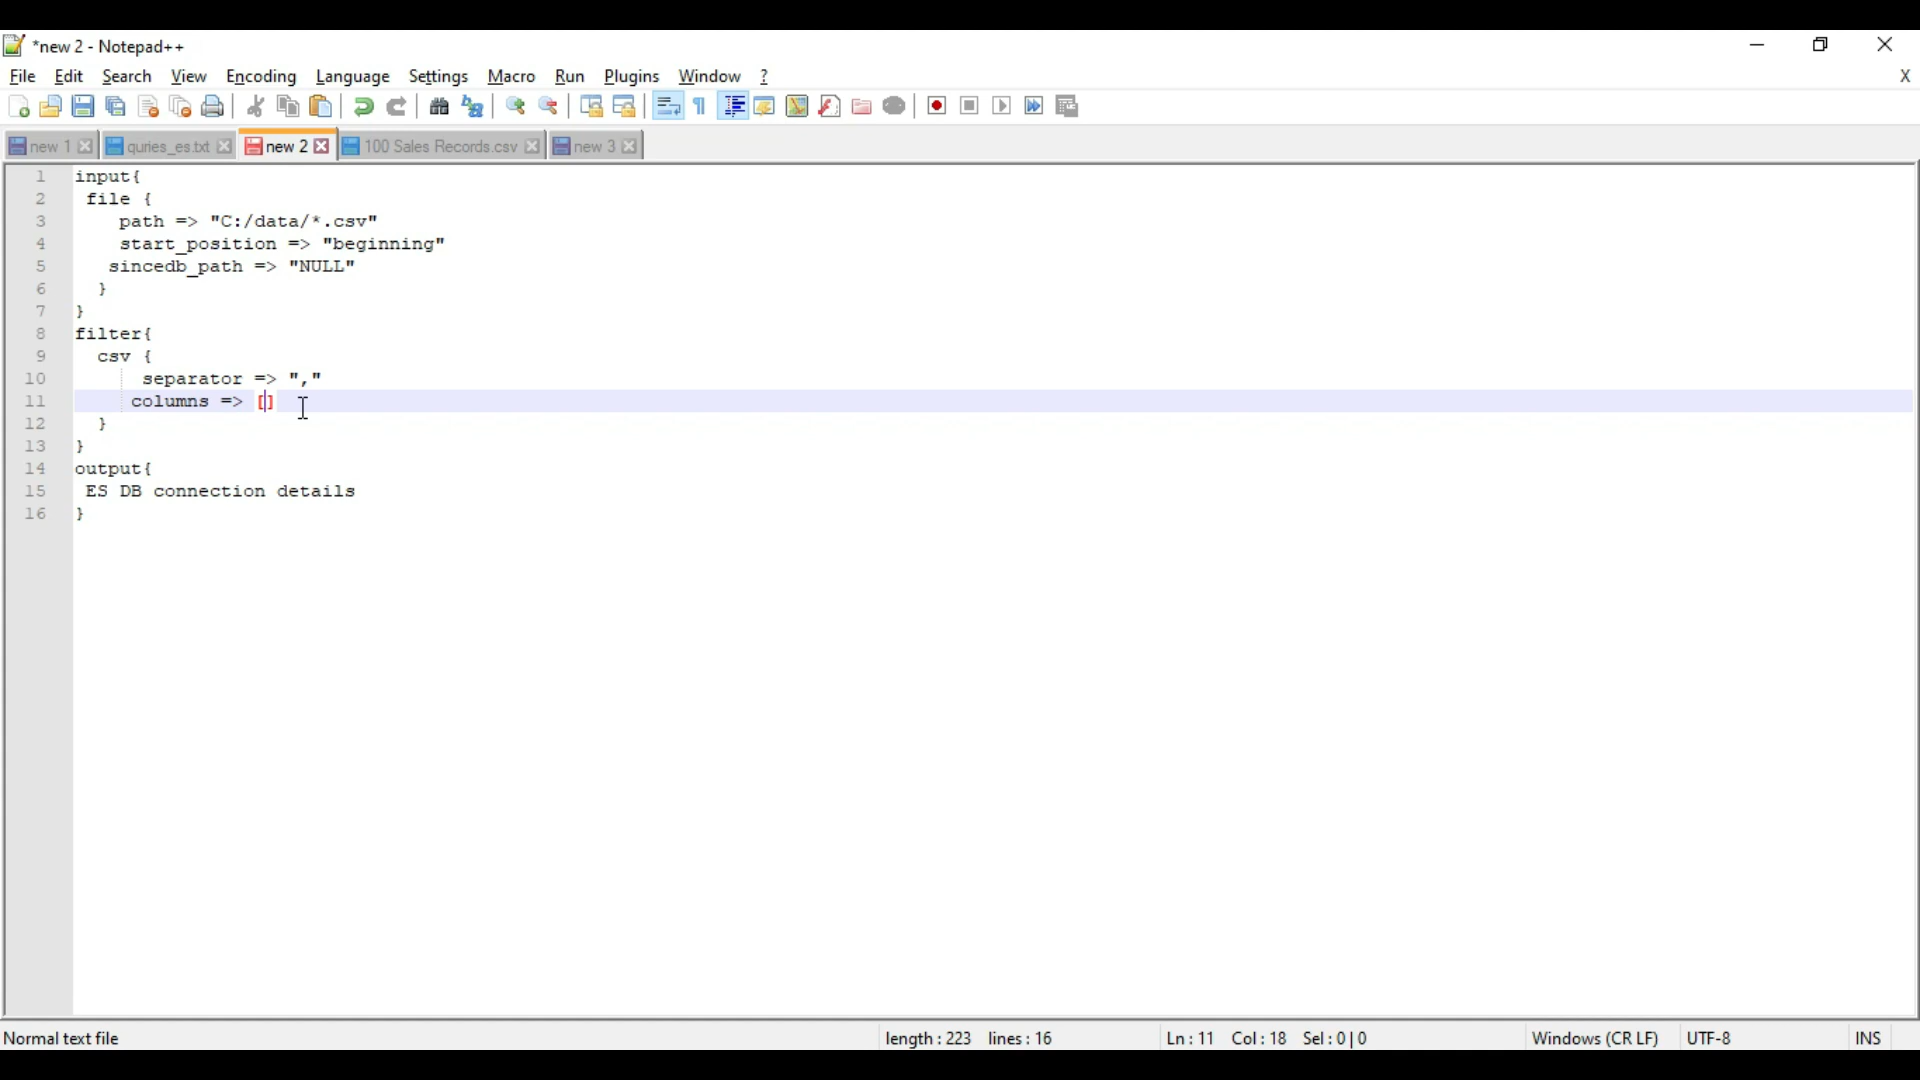 *new 2 - Notepad++
File Edit Search View Encoding Language Settings Macro Run Plugins Window ? X
new 1 quries_es.txt new 2 100 Sales Records.csv new 3
1 input{
2 file {
3 path => "C:/data/*.csv"
4 start_position => "beginning"
5 sincedb_path => "NULL"
6 }
7 }
8 filter{
9 csv {
10 separator => ","
11 columns => []
12 }
13 }
14 output{
15 ES DB connection details
16 }
Normal text file length : 223 lines : 16 Ln : 11 Col : 18 Sel : 0 | 0 Windows (CR LF) UTF-8 INS